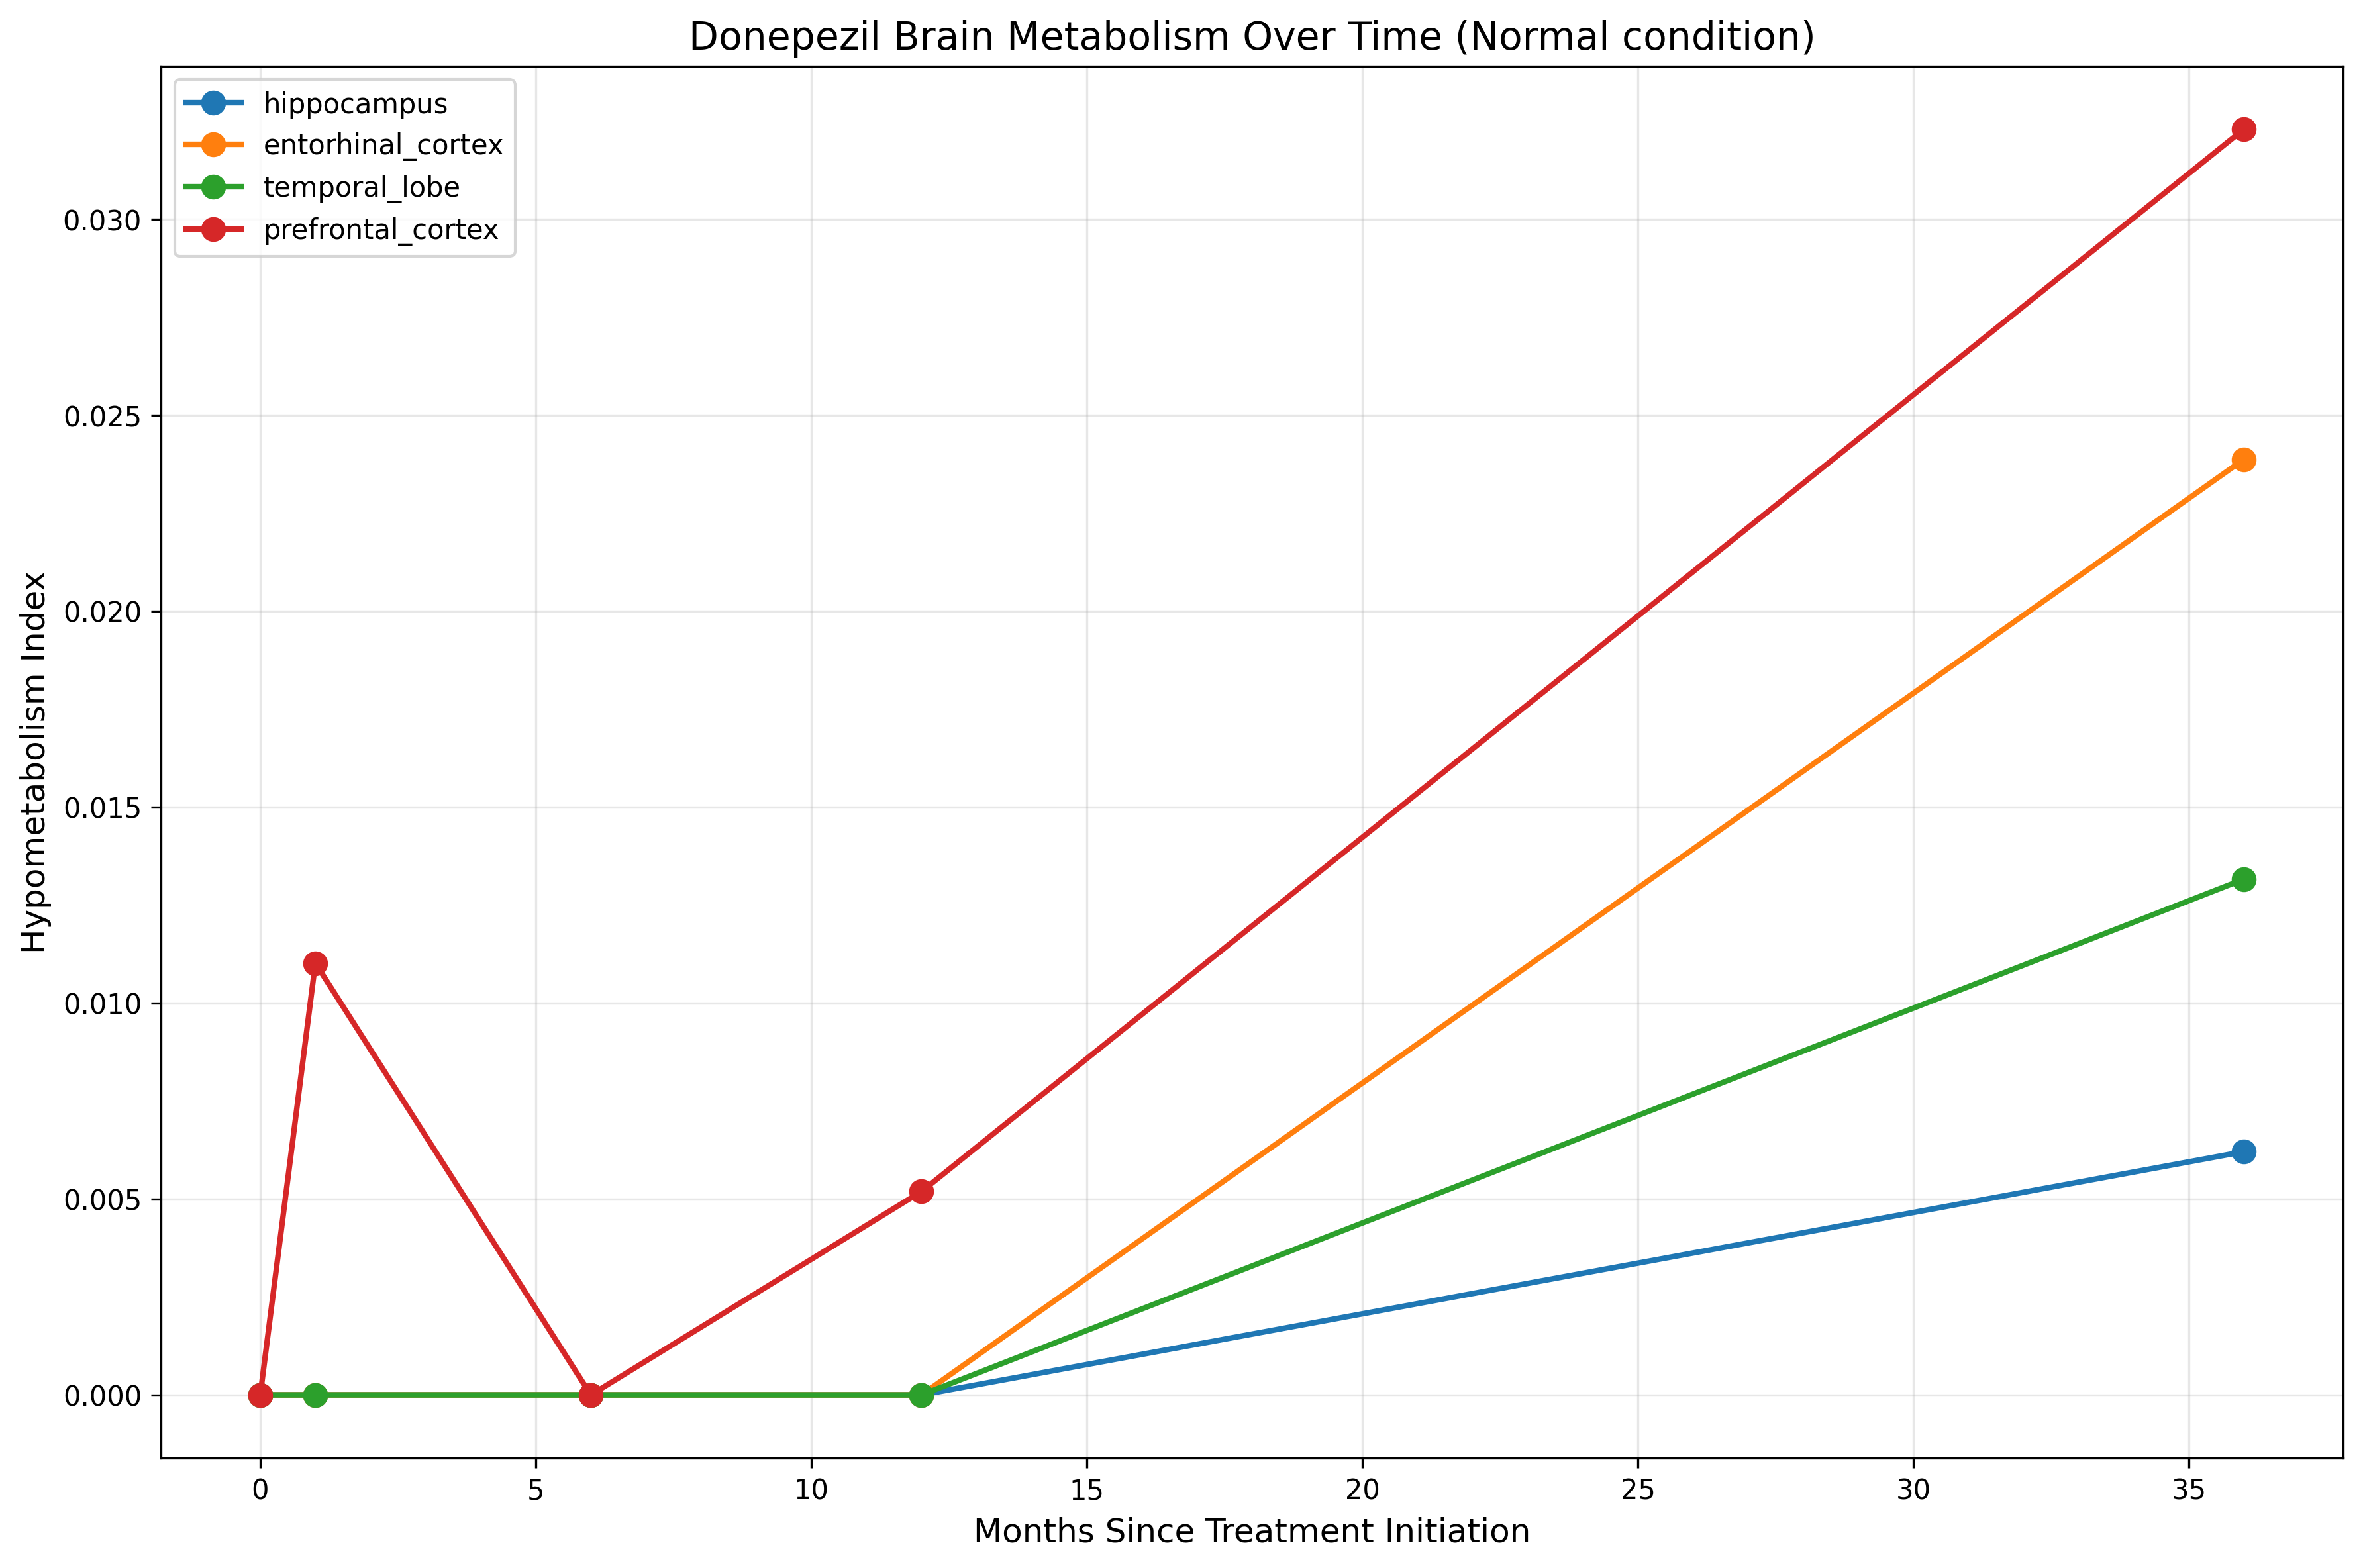 Donepezil Brain Metabolism Over Time (Normal condition)
hippocampus
entorhinal_cortex
temporal_lobe
prefrontal_cortex
Hypometabolism Index
0.030
0.025
0.020
0.015
0.010
0.005
0.000
0 5 10 15 20 25 30 35
Months Since Treatment Initiation